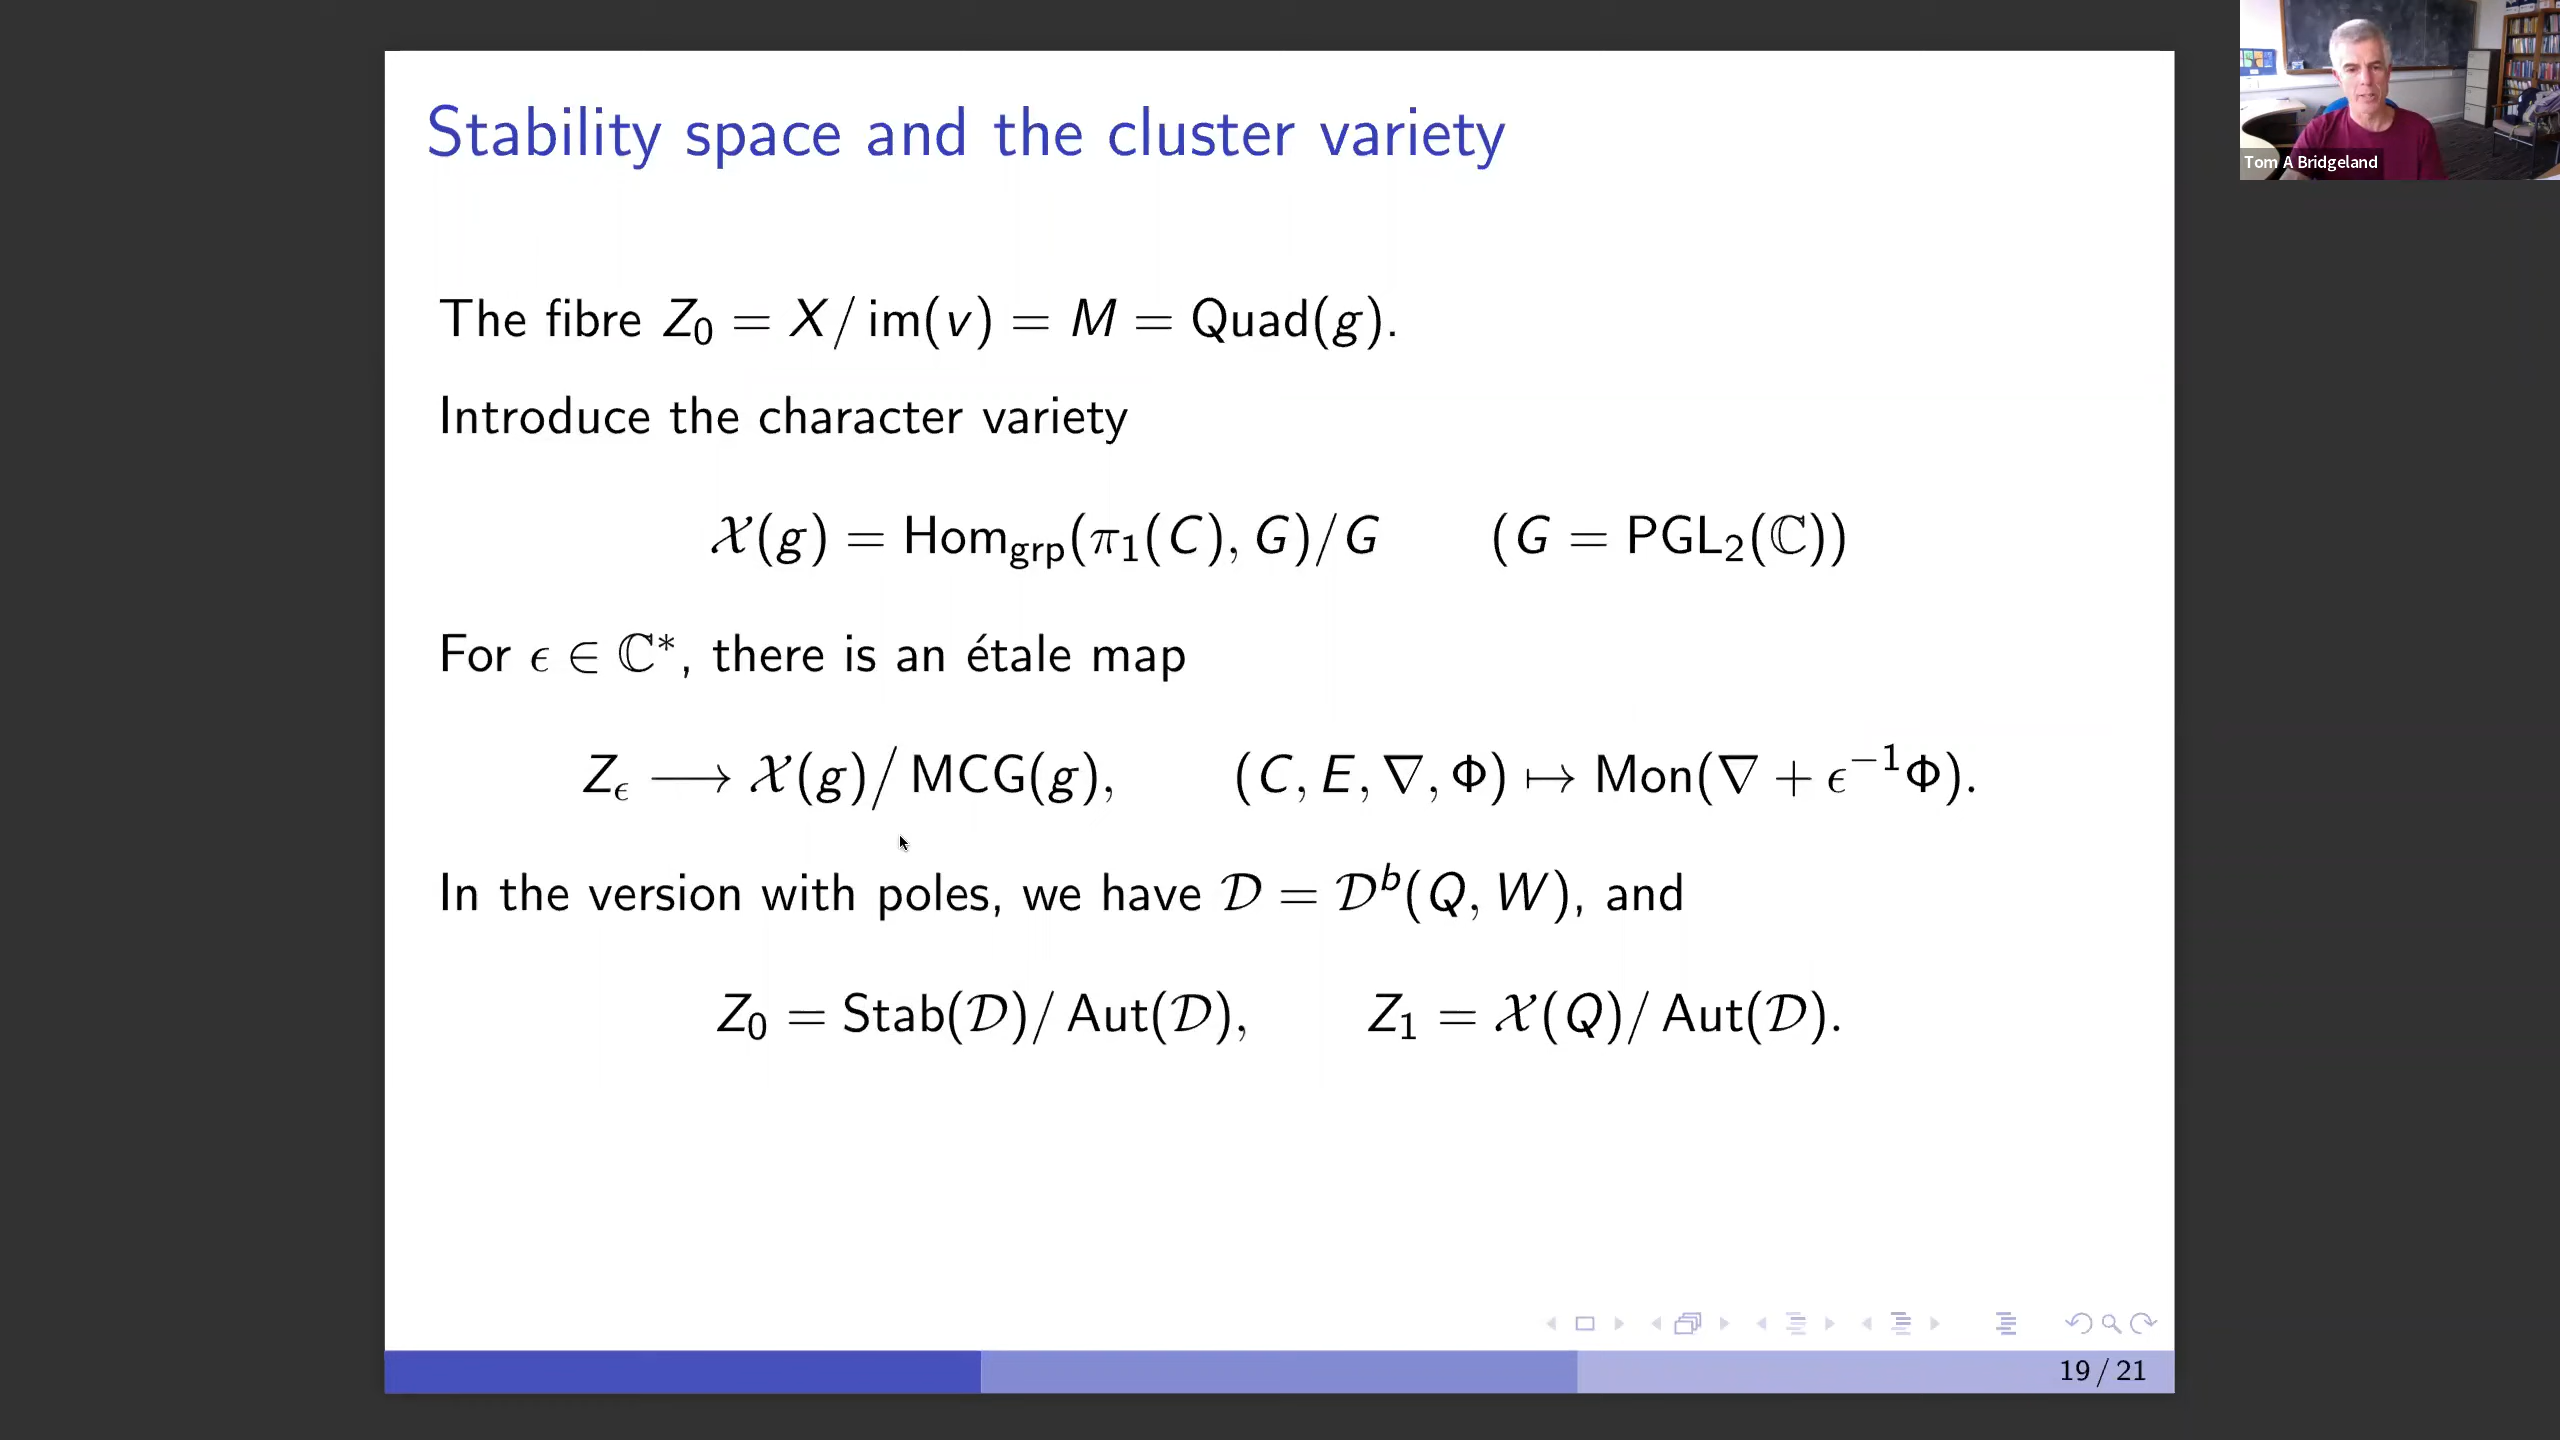 Stability space and the cluster variety
Tom A Bridgeland
The fibre Z₀ = X/ im(v) = M = Quad(g).
Introduce the character variety
𝒳(g) = Hom_grp(π₁(C), G)/G (G = PGL₂(ℂ))
For ϵ ∈ ℂ*, there is an étale map
Z_ϵ ⟶ 𝒳(g)/ MCG(g), (C, E, ∇, Φ) ↦ Mon(∇ + ϵ⁻¹Φ).
In the version with poles, we have 𝒟 = 𝒟ᵇ(Q, W), and
Z₀ = Stab(𝒟)/ Aut(𝒟), Z₁ = 𝒳(Q)/ Aut(𝒟).
19 / 21